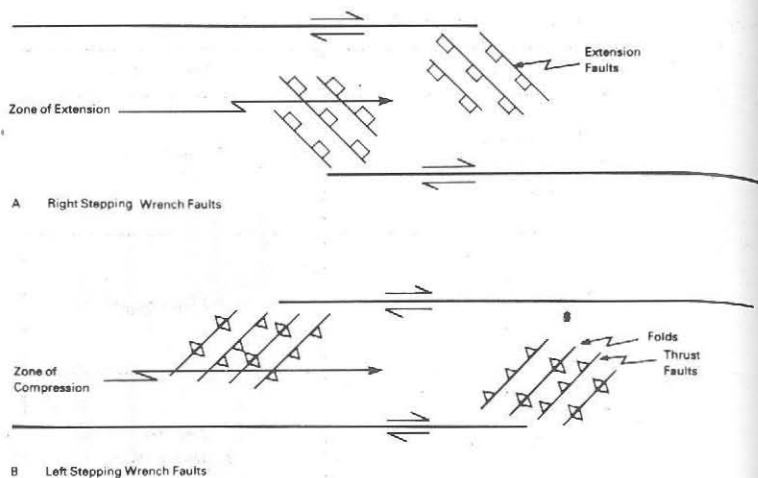 Extension
Faults
Zone of Extension
A Right Stepping Wrench Faults
Folds
Thrust
Faults
Zone of
Compression
B Left Stepping Wrench Faults